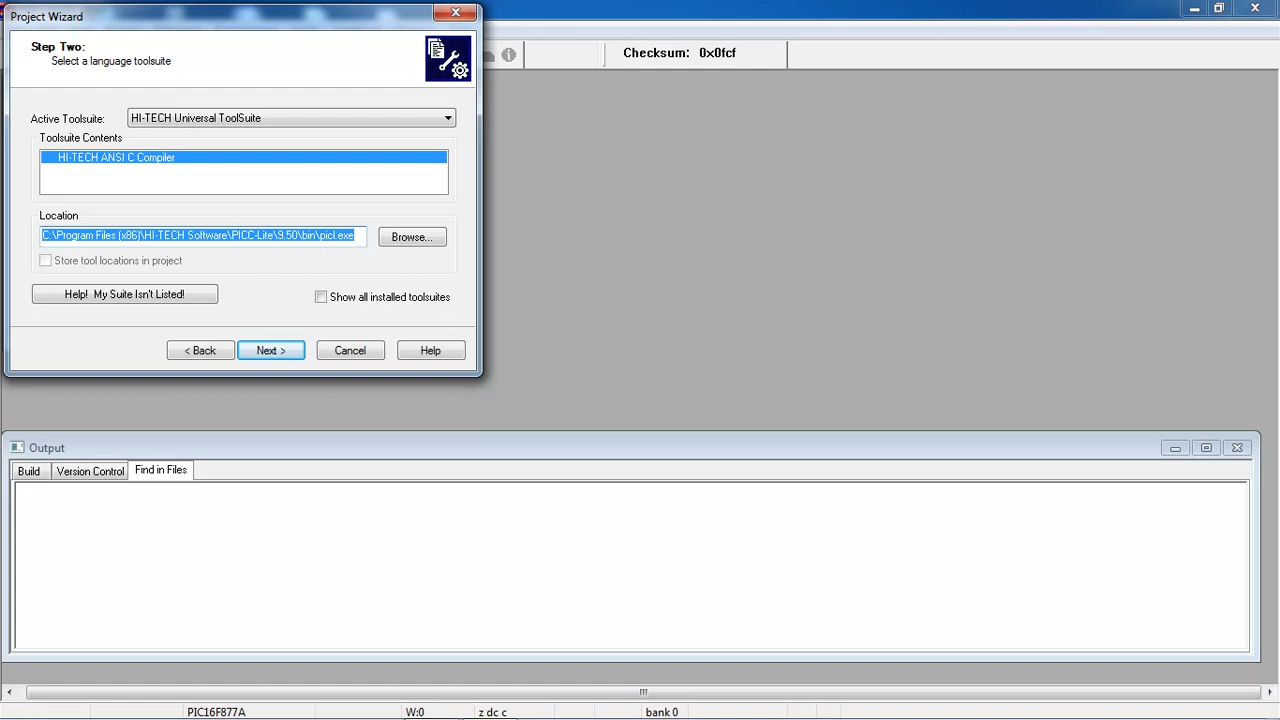 Project Wizard
Step Two:
Select a language toolsuite
Checksum: 0x0fcf
Active Toolsuite: HI-TECH Universal ToolSuite
Toolsuite Contents
HI-TECH ANSI C Compiler
Location
C:\Program Files (x86)\HI-TECH Software\PICC-Lite\9.50\bin\picl.exe
Browse...
Store tool locations in project
Help! My Suite Isn't Listed!
Show all installed toolsuites
< Back Next > Cancel Help
Output
Build Version Control Find in Files
PIC16F877A W:0 z dc c bank 0